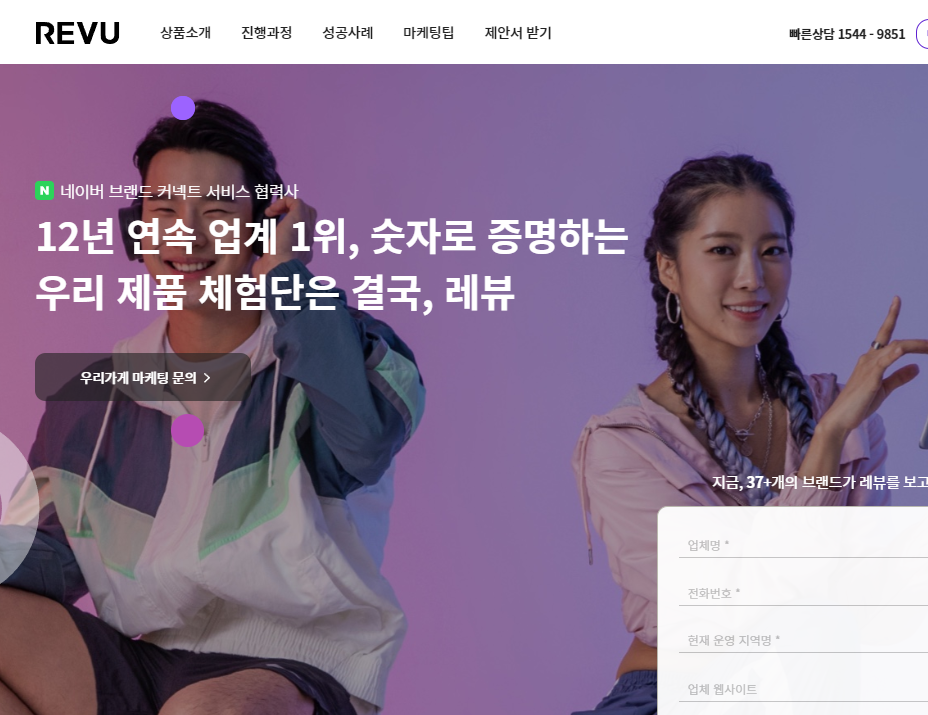 REVU
상품소개
진행과정
성공사례
마케팅팁
제안서 받기
빠른상담 1544 - 9851
N 네이버 브랜드 커넥트 서비스 협력사
12년 연속 업계 1위, 숫자로 증명하는
우리 제품 체험단은 결국, 레뷰
우리가게 마케팅 문의 >
지금, 37+개의 브랜드가 레뷰를 보고
업체명 *
전화번호 *
현재 운영 지역명 *
업체 웹사이트